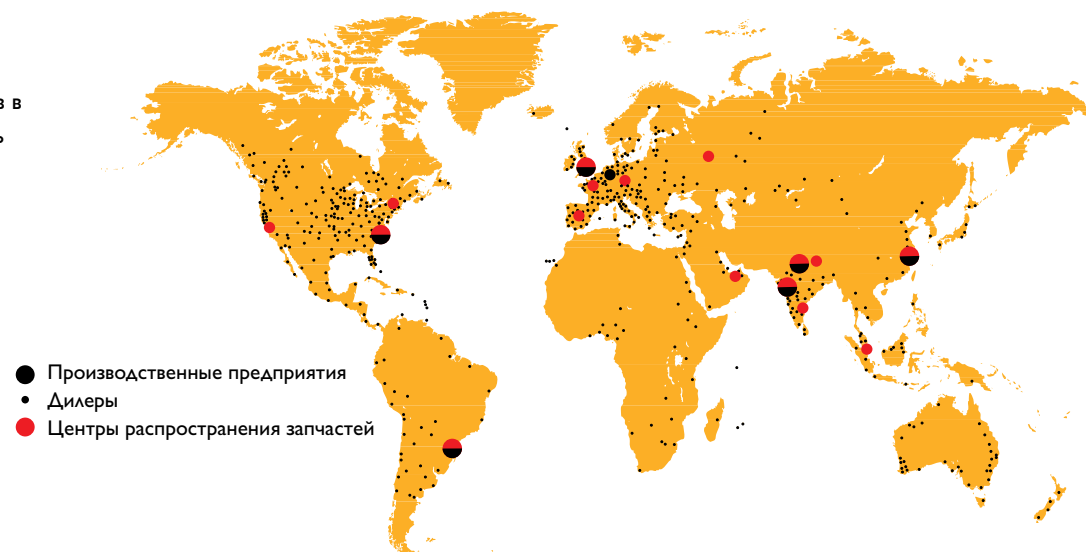 з в
Производственные предприятия
Дилеры
Центры распространения запчастей